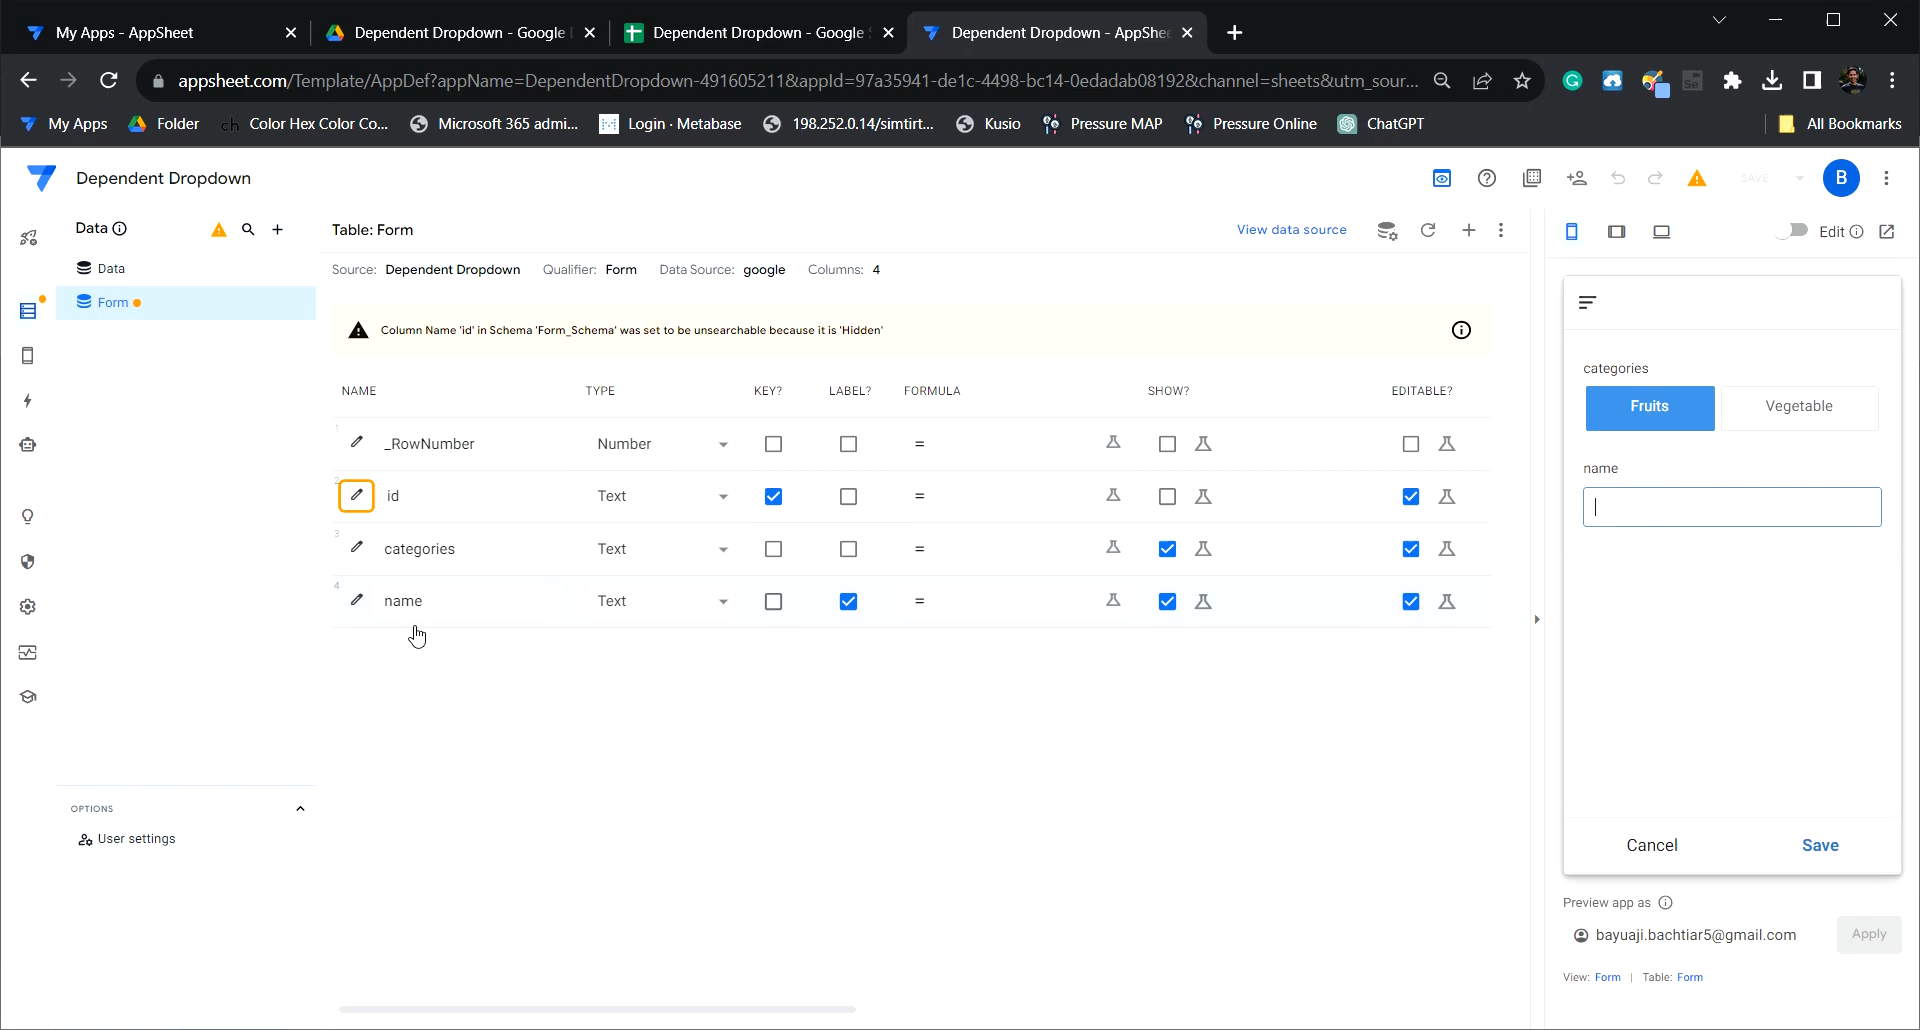 My Apps - AppSheet
Dependent Dropdown - Google
Dependent Dropdown - Google
Dependent Dropdown - AppShe
appsheet.com/Template/AppDef?appName=DependentDropdown-491605211&appId=97a35941-de1c-4498-bc14-0edadab08192&channel=sheets&utm_sour...
My Apps
Folder
Color Hex Color Co...
Microsoft 365 admi...
Login · Metabase
198.252.0.14/simtirt...
Kusio
Pressure MAP
Pressure Online
ChatGPT
All Bookmarks
Dependent Dropdown
SAVE
B
Data
Table: Form
View data source
Edit
Data
Source: Dependent Dropdown Qualifier: Form Data Source: google Columns: 4
Form
Column Name 'id' in Schema 'Form_Schema' was set to be unsearchable because it is 'Hidden'
NAME TYPE KEY? LABEL? FORMULA SHOW? EDITABLE?
1 _RowNumber Number =
2 id Text =
3 categories Text =
4 name Text =
categories
Fruits Vegetable
name
Cancel Save
OPTIONS
User settings
Preview app as
bayuaji.bachtiar5@gmail.com Apply
View: Form | Table: Form